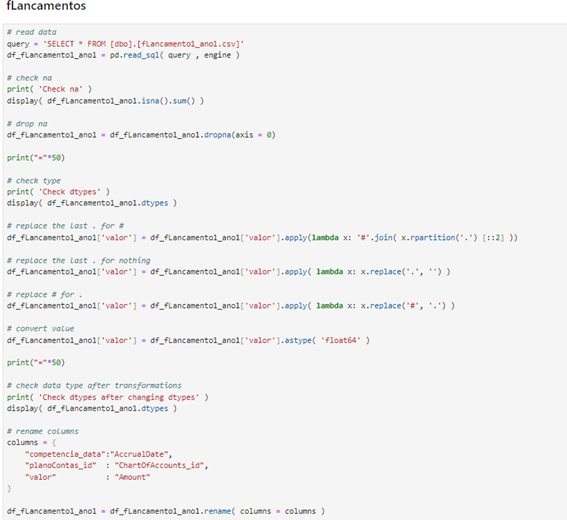 fLancamentos
# read data
query = 'SELECT * FROM [dbo].[fLancamento1_ano1.csv]'
df_fLancamento1_ano1 = pd.read_sql( query , engine )
# check na
print( 'Check na' )
display( df_fLancamento1_ano1.isna().sum() )
# drop na
df_fLancamento1_ano1 = df_fLancamento1_ano1.dropna(axis = 0)
print("="*50)
# check type
print( 'Check dtypes' )
display( df_fLancamento1_ano1.dtypes )
# replace the last . for #
df_fLancamento1_ano1['valor'] = df_fLancamento1_ano1['valor'].apply(lambda x: '#'.join( x.rpartition('.') [::2] ))
# replace the last . for nothing
df_fLancamento1_ano1['valor'] = df_fLancamento1_ano1['valor'].apply( lambda x: x.replace('.', '') )
# replace # for .
df_fLancamento1_ano1['valor'] = df_fLancamento1_ano1['valor'].apply( lambda x: x.replace('#', '.') )
# convert value
df_fLancamento1_ano1['valor'] = df_fLancamento1_ano1['valor'].astype( 'float64' )
print("="*50)
# check data type after transformations
print( 'Check dtypes after changing dtypes' )
display( df_fLancamento1_ano1.dtypes )
# rename columns
columns = {
"competencia_data":"AccrualDate",
"planoContas_id" : "ChartOfAccounts_id",
"valor" : "Amount"
}
df_fLancamento1_ano1 = df_fLancamento1_ano1.rename( columns = columns )